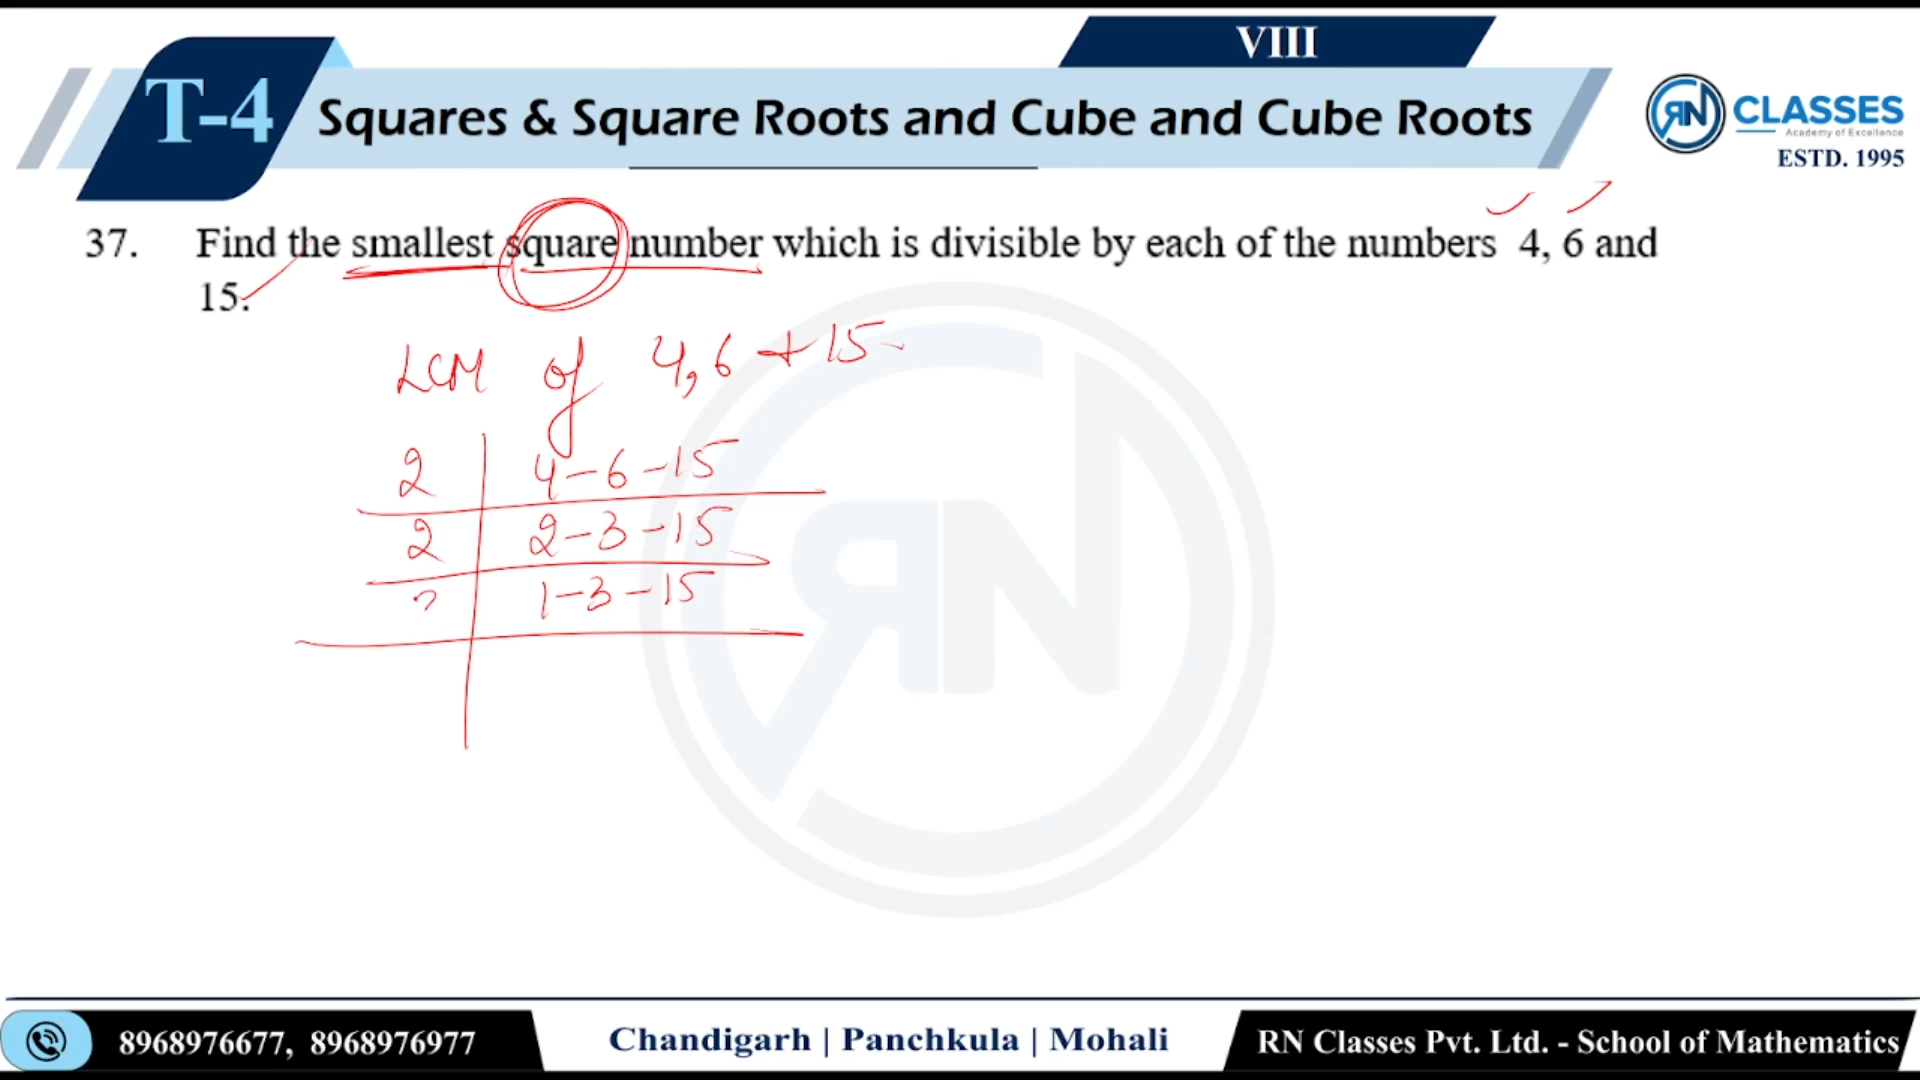 VIII
T-4 Squares & Square Roots and Cube and Cube Roots
RN CLASSES
Academy of Excellence
ESTD. 1995
37. Find the smallest square number which is divisible by each of the numbers 4, 6 and
15.
LCM of 4,6 + 15
2 | 4-6-15
2 | 2-3-15
1-3-15
RN
8968976677, 8968976977
Chandigarh | Panchkula | Mohali
RN Classes Pvt. Ltd. - School of Mathematics